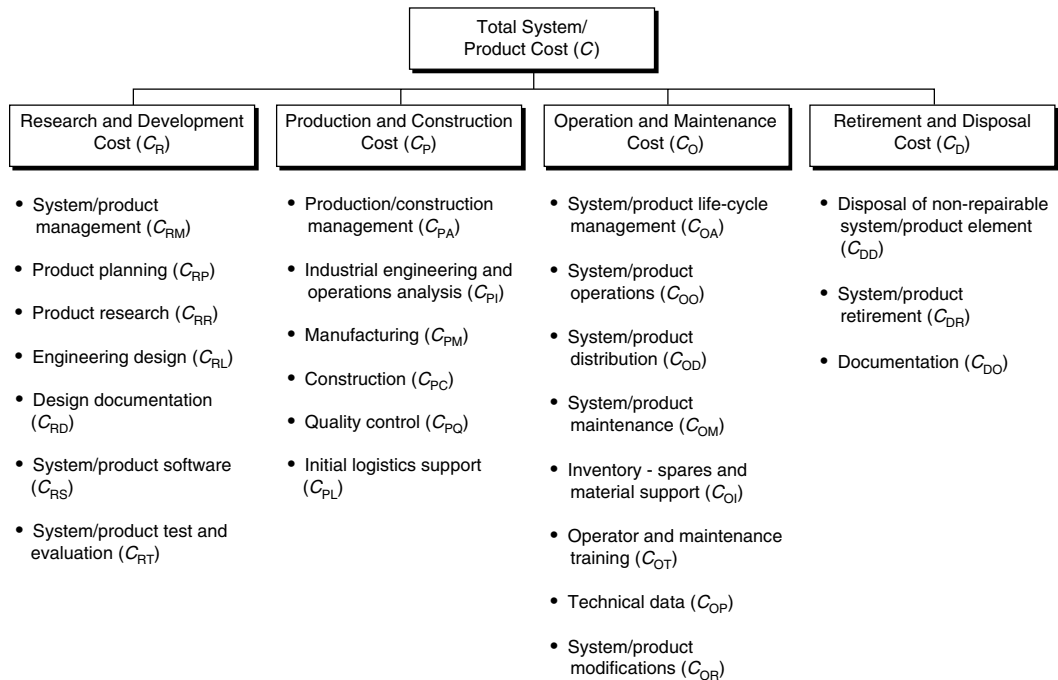 Total System/
Product Cost (C)
Research and Development
Cost (C_R)
Production and Construction
Cost (C_P)
Operation and Maintenance
Cost (C_O)
Retirement and Disposal
Cost (C_D)
• System/product
management (C_RM)
• Product planning (C_RP)
• Product research (C_RR)
• Engineering design (C_RL)
• Design documentation
(C_RD)
• System/product software
(C_RS)
• System/product test and
evaluation (C_RT)
• Production/construction
management (C_PA)
• Industrial engineering and
operations analysis (C_PI)
• Manufacturing (C_PM)
• Construction (C_PC)
• Quality control (C_PQ)
• Initial logistics support
(C_PL)
• System/product life-cycle
management (C_OA)
• System/product
operations (C_OO)
• System/product
distribution (C_OD)
• System/product
maintenance (C_OM)
• Inventory - spares and
material support (C_OI)
• Operator and maintenance
training (C_OT)
• Technical data (C_OP)
• System/product
modifications (C_OR)
• Disposal of non-repairable
system/product element
(C_DD)
• System/product
retirement (C_DR)
• Documentation (C_DO)